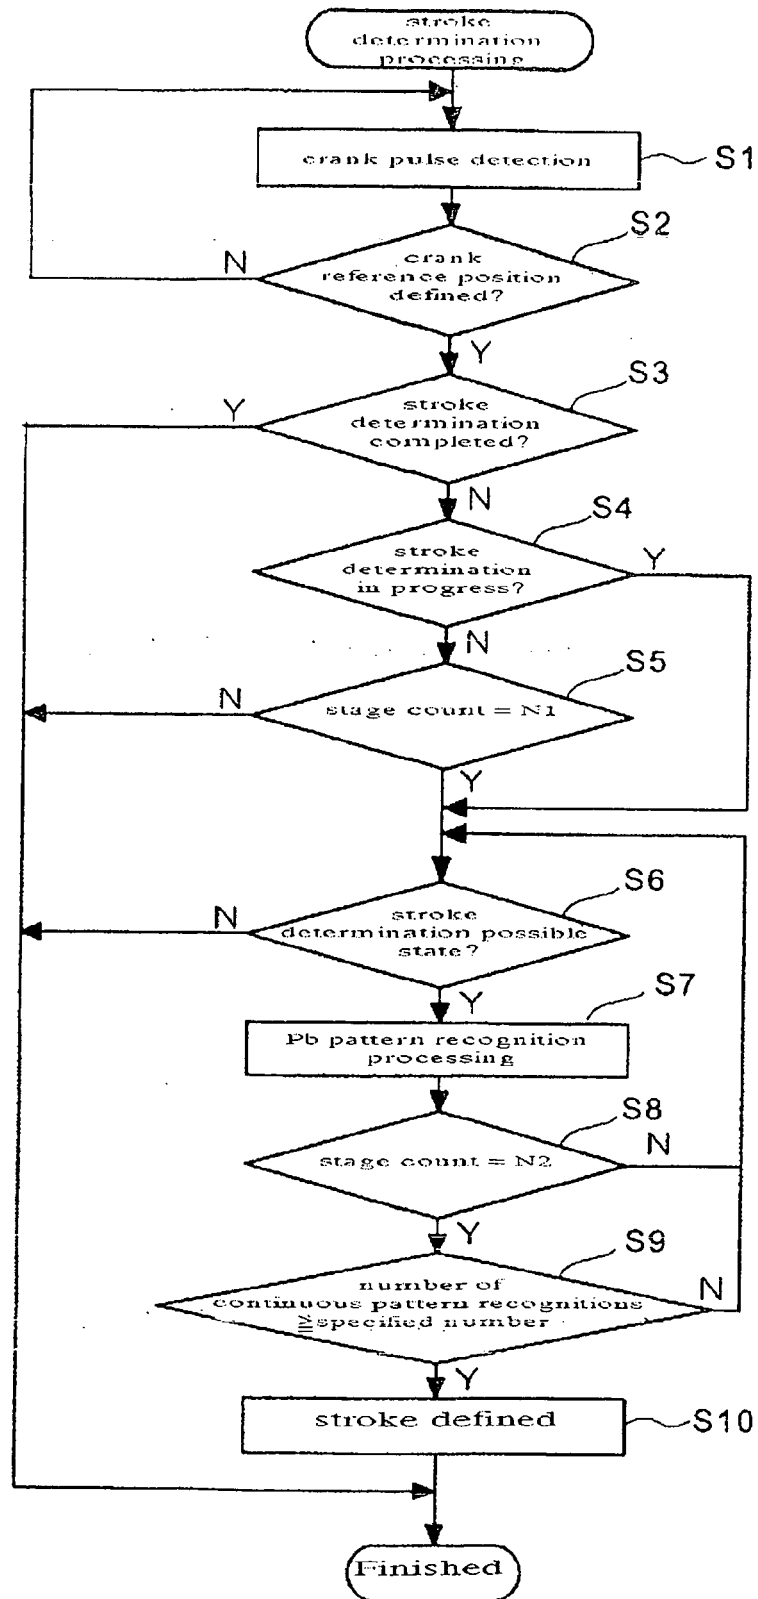 stroke
determination
processing
crank pulse detection
S1
S2
crank
reference position
defined?
N
Y
S3
stroke
determination
completed?
Y
N
S4
stroke
determination
in progress?
Y
N
S5
stage count = N1
N
Y
S6
stroke
determination possible
state?
N
Y
S7
Pb pattern recognition
processing
S8
stage count = N2
N
Y
S9
number of
continuous pattern recognitions
≧specified number
N
Y
stroke defined
S10
Finished